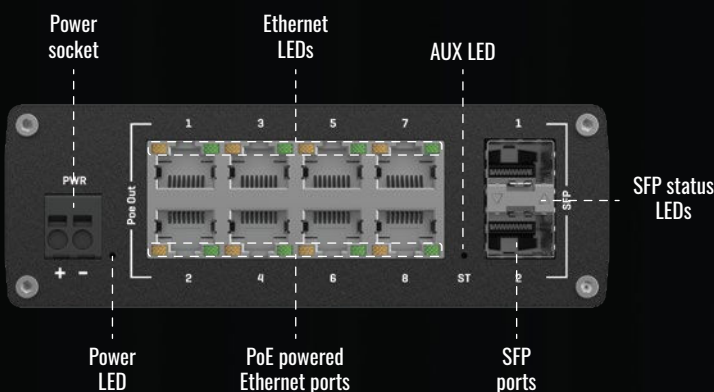 Power
socket
Ethernet
LEDs
AUX LED
1 3 5 7 1
PWR
Poe Out
SFP
SFP status
LEDs
+ -
2 4 6 8 ST 2
Power
LED
PoE powered
Ethernet ports
SFP
ports